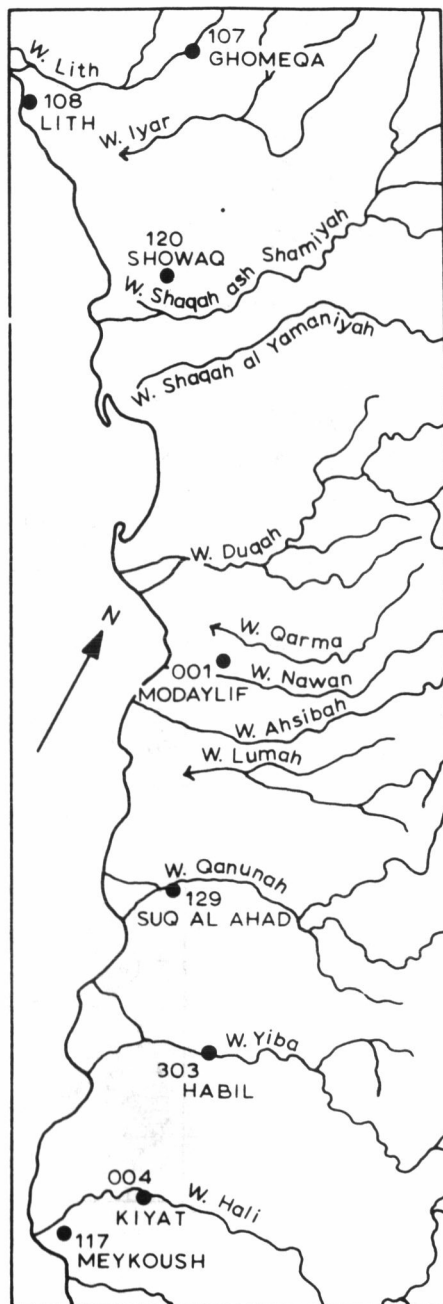 107
GHOMEQA
W. Lith
108
LITH
W. Iyar
120
SHOWAQ
W. Shaqah ash Shamiyah
W. Shaqah al Yamaniyah
W. Duqah
N
W. Qarma
001
MODAYLIF
W. Nawan
W. Ahsibah
W. Lumah
W. Qanunah
129
SUQ AL AHAD
W. Yiba
303
HABIL
004
KIYAT
W. Hali
117
MEYKOUSH